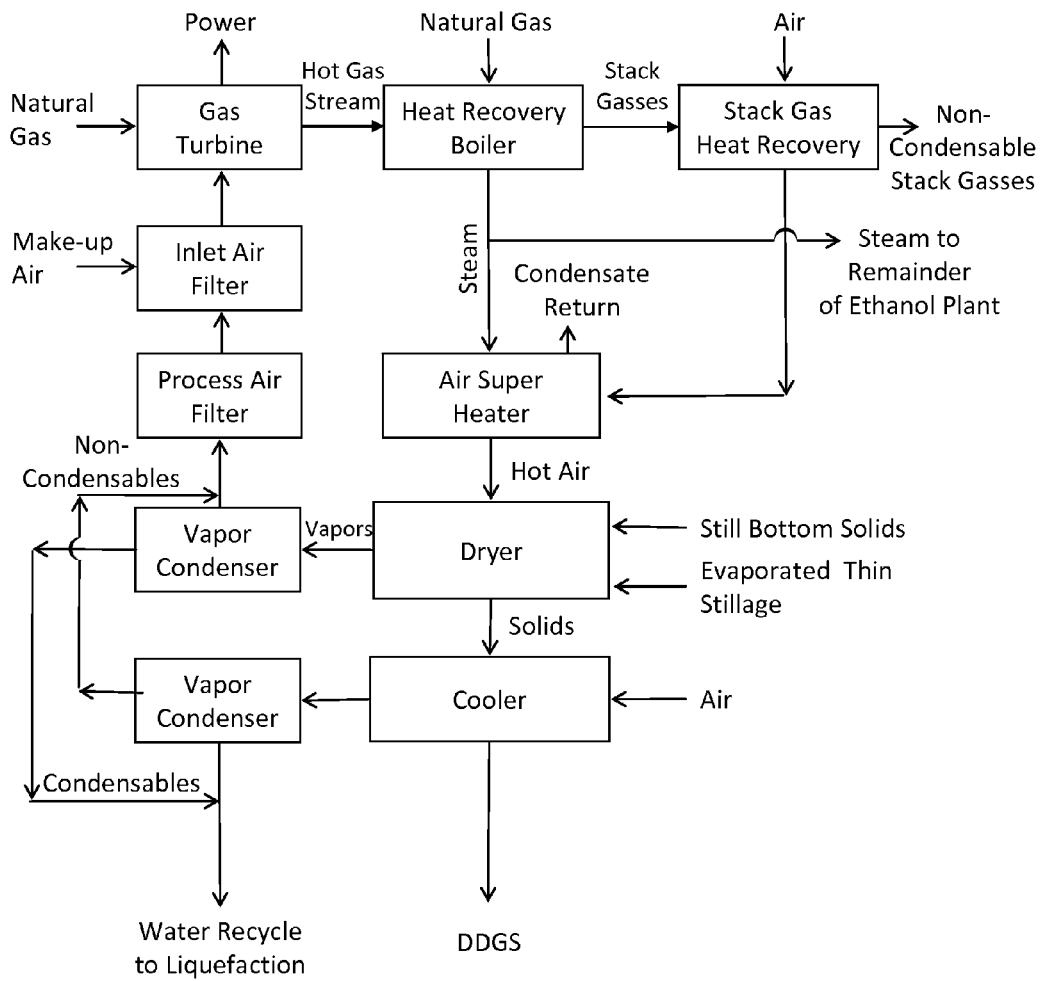 Power
Natural Gas
Air
Natural
Gas
Gas
Turbine
Hot Gas
Stream
Heat Recovery
Boiler
Stack
Gasses
Stack Gas
Heat Recovery
Non-
Condensable
Stack Gasses
Make-up
Air
Inlet Air
Filter
Steam
Condensate
Return
Steam to
Remainder
of Ethanol Plant
Process Air
Filter
Air Super
Heater
Non-
Condensables
Hot Air
Vapor
Condenser
Vapors
Dryer
Still Bottom Solids
Evaporated Thin
Stillage
Solids
Vapor
Condenser
Cooler
Air
Condensables
Water Recycle
to Liquefaction
DDGS